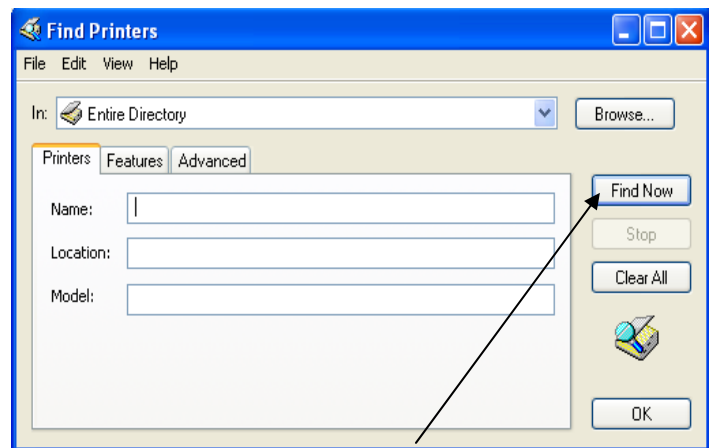 Find Printers
File Edit View Help
In: Entire Directory Browse...
Printers Features Advanced
Find Now
Name:
Stop
Location:
Clear All
Model:
OK